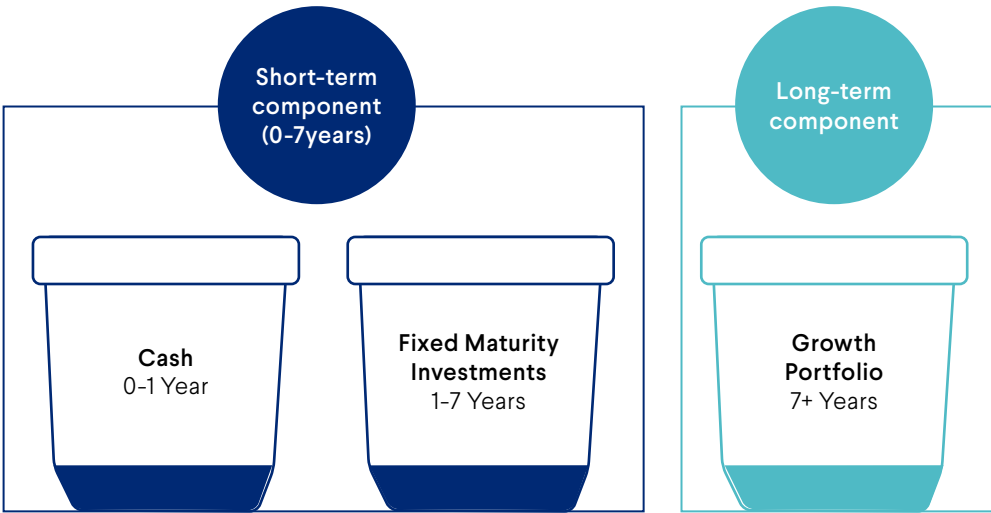 Short-term
component
(0-7years)
Long-term
component
Cash
0-1 Year
Fixed Maturity
Investments
1-7 Years
Growth
Portfolio
7+ Years